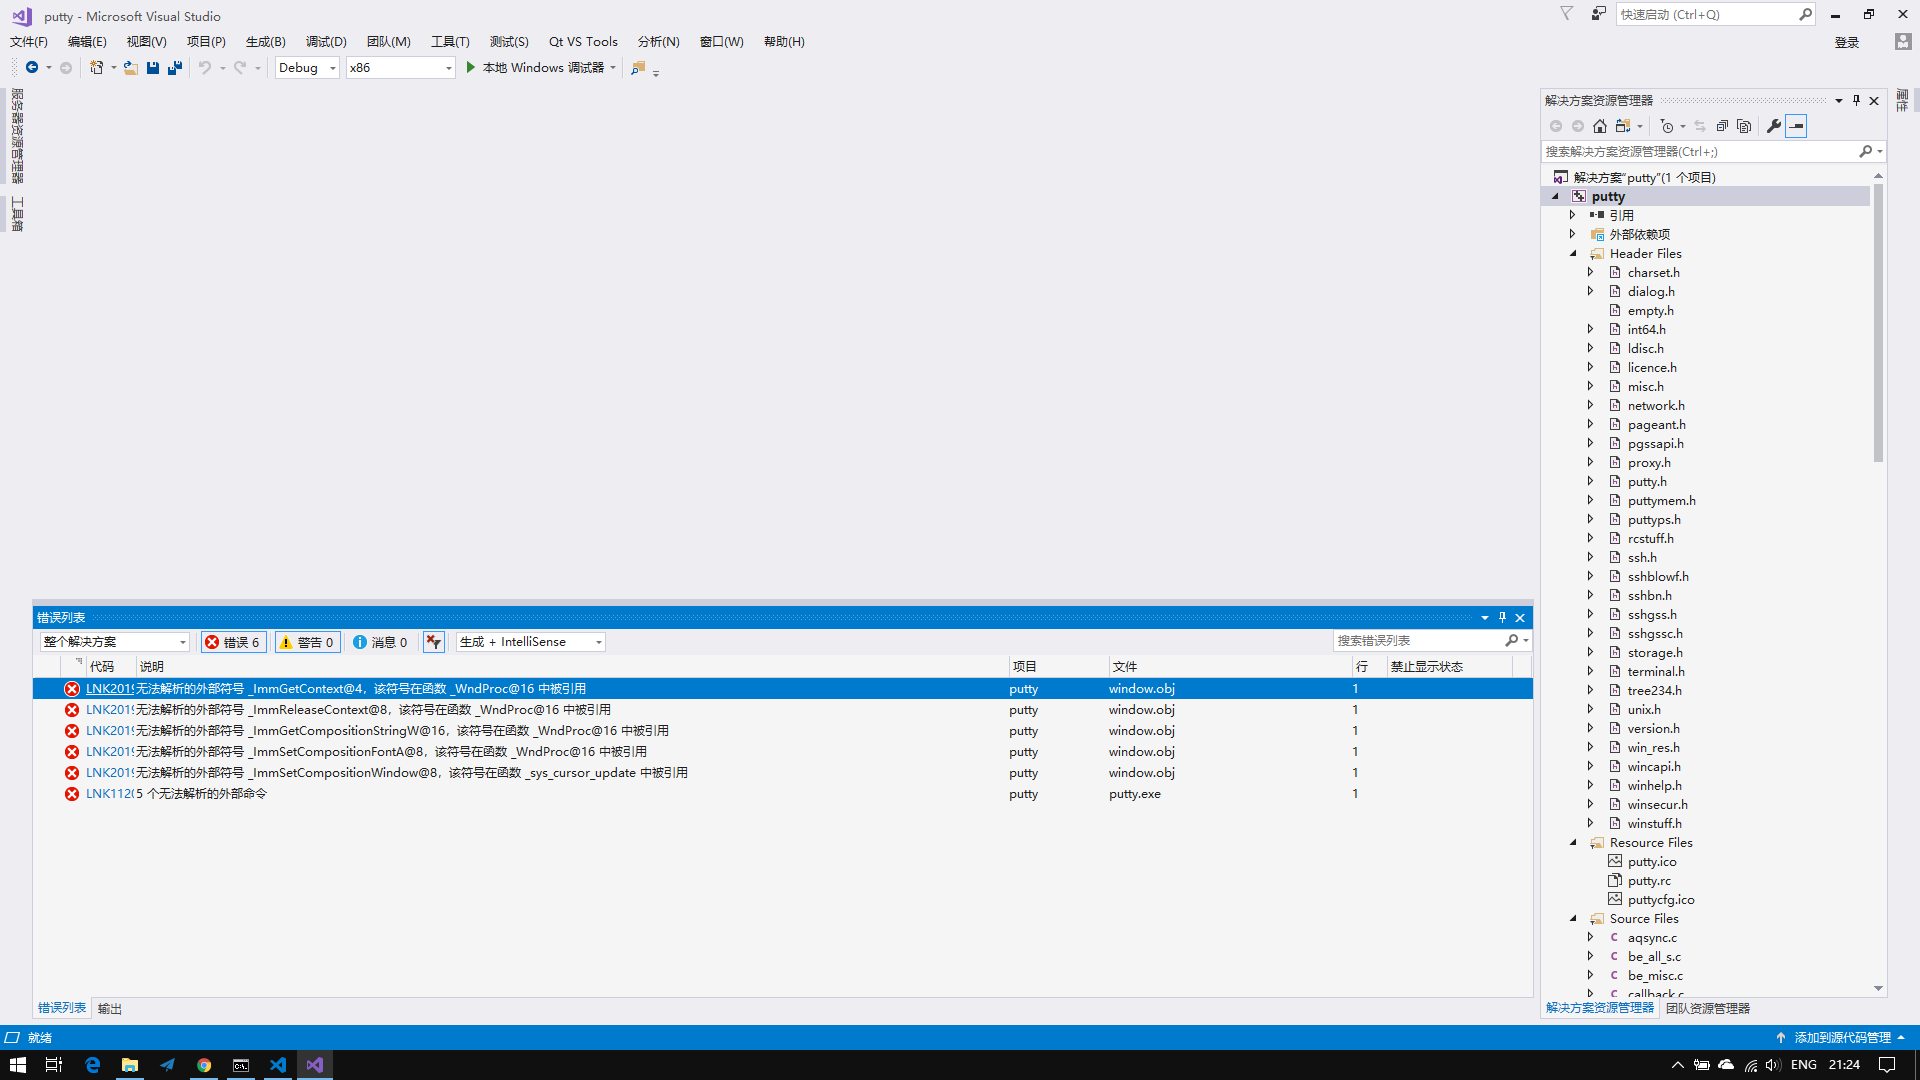 putty - Microsoft Visual Studio
快速启动 (Ctrl+Q)
文件(F) 编辑(E) 视图(V) 项目(P) 生成(B) 调试(D) 团队(M) 工具(T) 测试(S) Qt VS Tools 分析(N) 窗口(W) 帮助(H)
登录
Debug x86 本地 Windows 调试器
服务器资源管理器
工具箱
解决方案资源管理器
属性
搜索解决方案资源管理器(Ctrl+;)
解决方案"putty"(1 个项目)
putty
引用
外部依赖项
Header Files
charset.h
dialog.h
empty.h
int64.h
ldisc.h
licence.h
misc.h
network.h
pageant.h
pgssapi.h
proxy.h
putty.h
puttymem.h
puttyps.h
rcstuff.h
ssh.h
sshblowf.h
sshbn.h
sshgss.h
sshgssc.h
storage.h
terminal.h
tree234.h
unix.h
version.h
win_res.h
wincapi.h
winhelp.h
winsecur.h
winstuff.h
Resource Files
putty.ico
putty.rc
puttycfg.ico
Source Files
aqsync.c
be_all_s.c
be_misc.c
callback.c
解决方案资源管理器 团队资源管理器
错误列表
整个解决方案 错误 6 警告 0 消息 0 生成 + IntelliSense 搜索错误列表
代码 说明 项目 文件 行 禁止显示状态
LNK2019 无法解析的外部符号 _ImmGetContext@4，该符号在函数 _WndProc@16 中被引用 putty window.obj 1
LNK2019 无法解析的外部符号 _ImmReleaseContext@8，该符号在函数 _WndProc@16 中被引用 putty window.obj 1
LNK2019 无法解析的外部符号 _ImmGetCompositionStringW@16，该符号在函数 _WndProc@16 中被引用 putty window.obj 1
LNK2019 无法解析的外部符号 _ImmSetCompositionFontA@8，该符号在函数 _WndProc@16 中被引用 putty window.obj 1
LNK2019 无法解析的外部符号 _ImmSetCompositionWindow@8，该符号在函数 _sys_cursor_update 中被引用 putty window.obj 1
LNK112 5 个无法解析的外部命令 putty putty.exe 1
错误列表 输出
就绪
添加到源代码管理
ENG 21:24